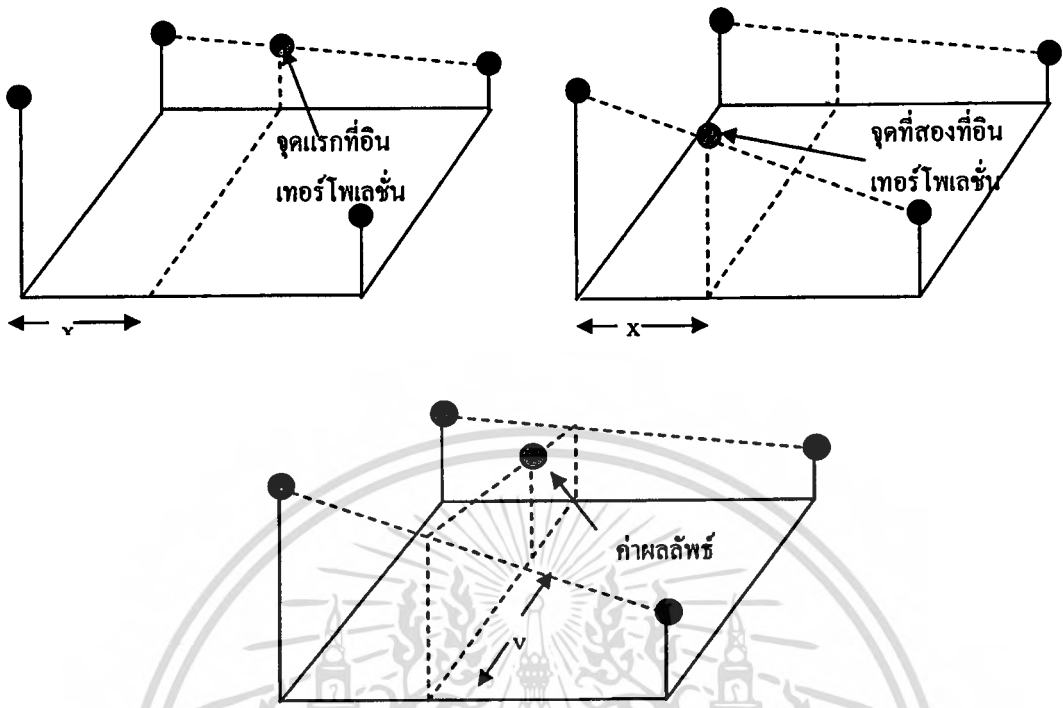 จุดแรกที่อิน
เทอร์โพเลชั่น
จุดที่สองที่อิน
เทอร์โพเลชั่น
x
ค่าผลลัพธ์